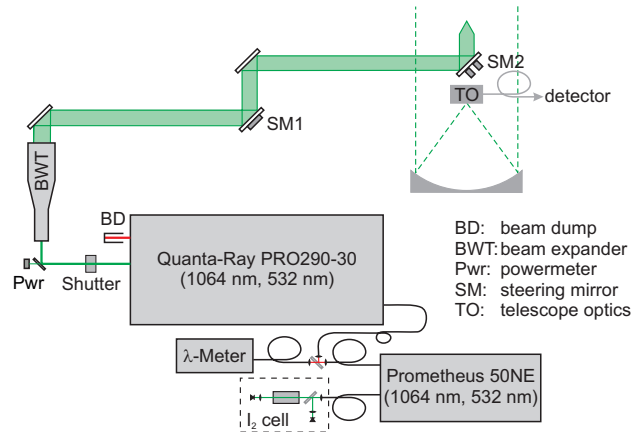 SM2
TO
detector
SM1
BWT
BD
Quanta-Ray PRO290-30
(1064 nm, 532 nm)
Pwr
Shutter
BD: beam dump
BWT: beam expander
Pwr: powermeter
SM: steering mirror
TO: telescope optics
λ-Meter
Prometheus 50NE
(1064 nm, 532 nm)
I₂ cell